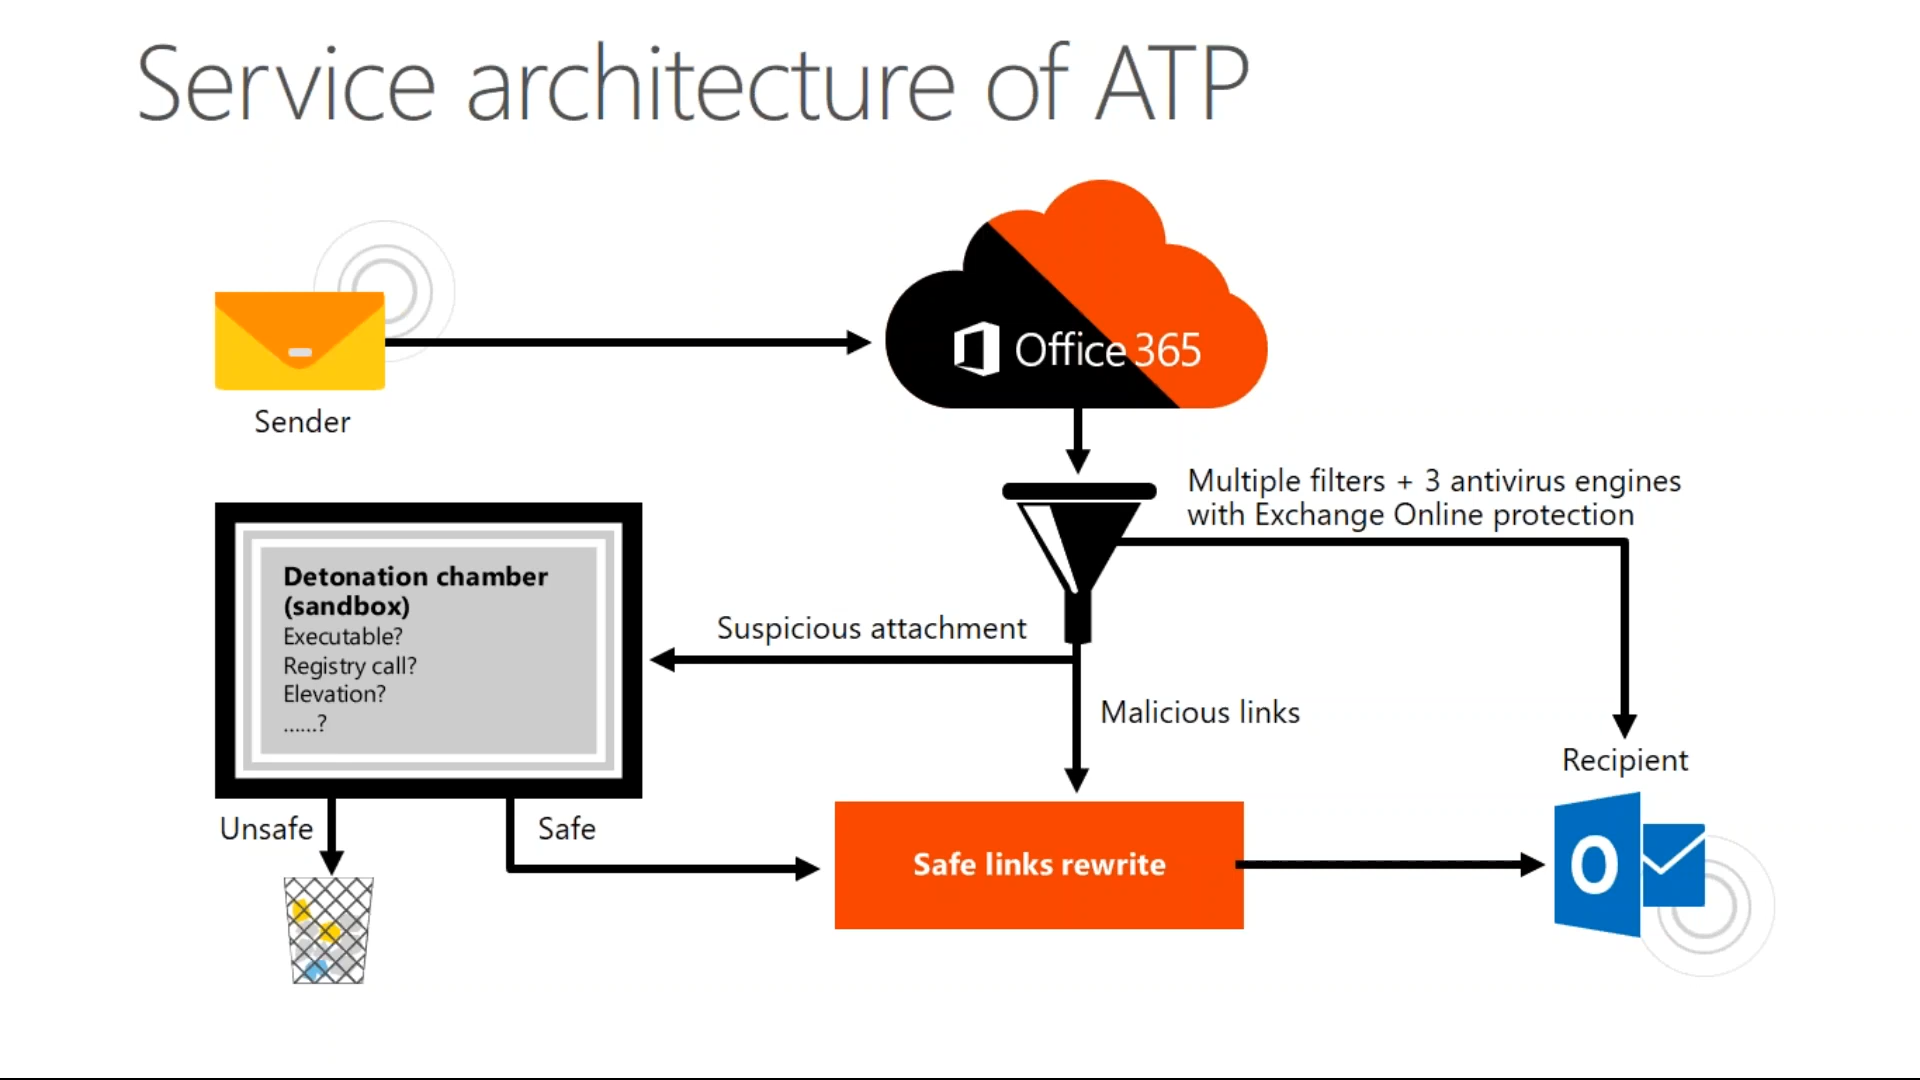 Service architecture of ATP
Office 365
Sender
Multiple filters + 3 antivirus engines
with Exchange Online protection
Detonation chamber
(sandbox)
Executable?
Registry call?
Elevation?
......?
Suspicious attachment
Malicious links
Recipient
Unsafe
Safe
Safe links rewrite
O